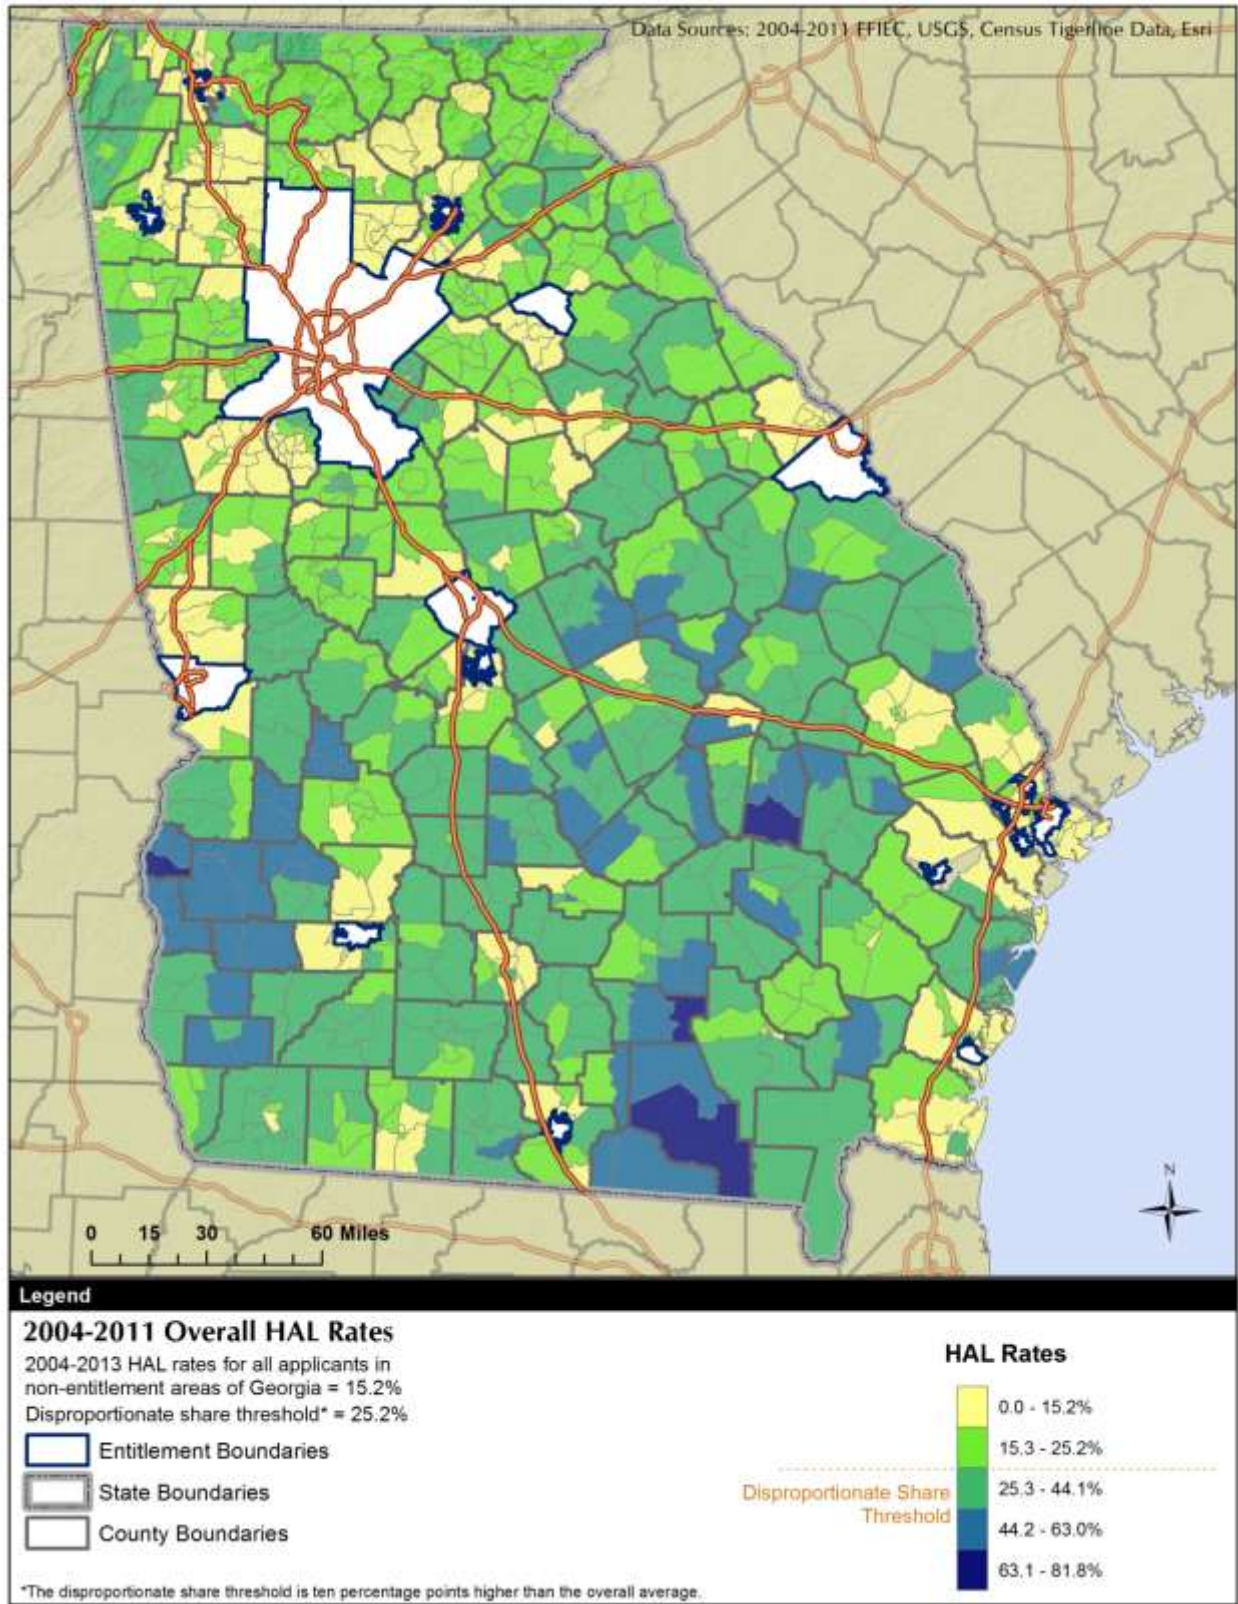 Data Sources: 2004-2011 FFIEC, USGS, Census Tigerline Data, Esri
N
0 15 30 60 Miles
Legend
2004-2011 Overall HAL Rates
2004-2013 HAL rates for all applicants in
non-entitlement areas of Georgia = 15.2%
Disproportionate share threshold* = 25.2%
Entitlement Boundaries
State Boundaries
County Boundaries
*The disproportionate share threshold is ten percentage points higher than the overall average.
HAL Rates
0.0 - 15.2%
15.3 - 25.2%
Disproportionate Share
Threshold
25.3 - 44.1%
44.2 - 63.0%
63.1 - 81.8%